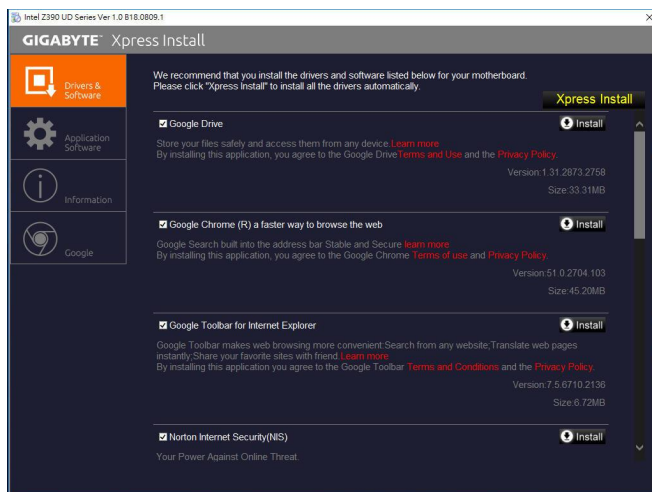 Intel Z390 UD Series Ver 1.0 B18.0809.1
GIGABYTE™ Xpress Install
Drivers &
Software
Application
Software
Information
Google
We recommend that you install the drivers and software listed below for your motherboard.
Please click "Xpress Install" to install all the drivers automatically.
Xpress Install
Google Drive
Install
Store your files safely and access them from any device.Learn more
By installing this application, you agree to the Google DriveTerms and Use and the Privacy Policy.
Version:1.31.2873.2758
Size:33.31MB
Google Chrome (R) a faster way to browse the web
Install
Google Search built into the address bar Stable and Secure learn more
By installing this application, you agree to the Google Chrome Terms of use and Privacy Policy.
Version:51.0.2704.103
Size:45.20MB
Google Toolbar for Internet Explorer
Install
Google Toolbar makes web browsing more convenient:Search from any website;Translate web pages
instantly;Share your favorite sites with friend.Learn more
By installing this application you agree to the Google Toolbar Terms and Conditions and the Privacy Policy.
Version:7.5.6710.2136
Size:6.72MB
Norton Internet Security(NIS)
Install
Your Power Against Online Threat.